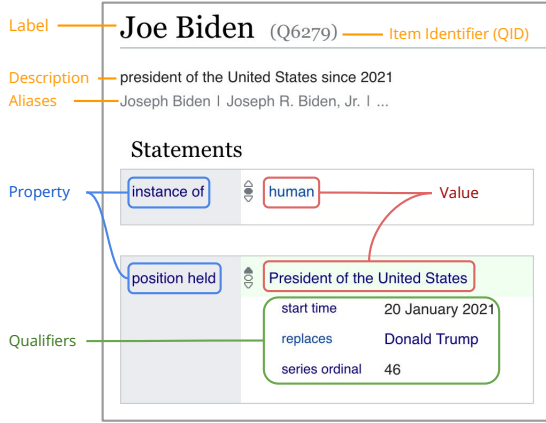 Label Joe Biden (Q6279) Item Identifier (QID)
Description president of the United States since 2021
Aliases Joseph Biden | Joseph R. Biden, Jr. | ...
Statements
Property instance of human Value
position held President of the United States
start time 20 January 2021
Qualifiers replaces Donald Trump
series ordinal 46